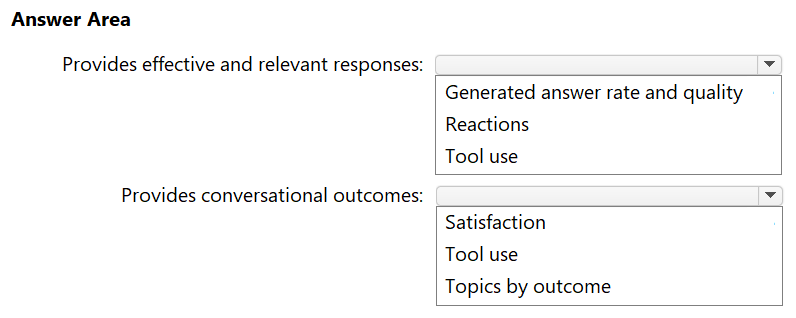 Answer Area
Provides effective and relevant responses:
Generated answer rate and quality
Reactions
Tool use
Provides conversational outcomes:
Satisfaction
Tool use
Topics by outcome